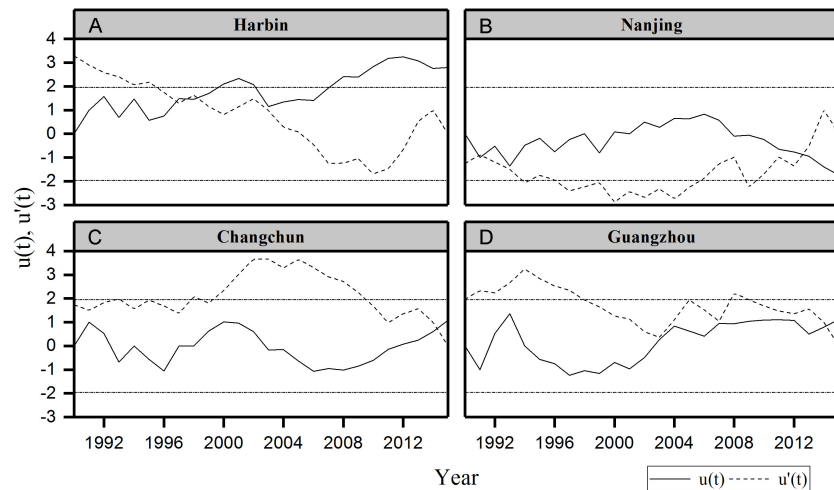 A Harbin
B Nanjing
4
3
2
1
0
-1
-2
-3
C Changchun
D Guangzhou
4
3
2
1
0
-1
-2
-3
u(t), u'(t)
1992 1996 2000 2004 2008 2012
1992 1996 2000 2004 2008 2012
Year
u(t) u'(t)